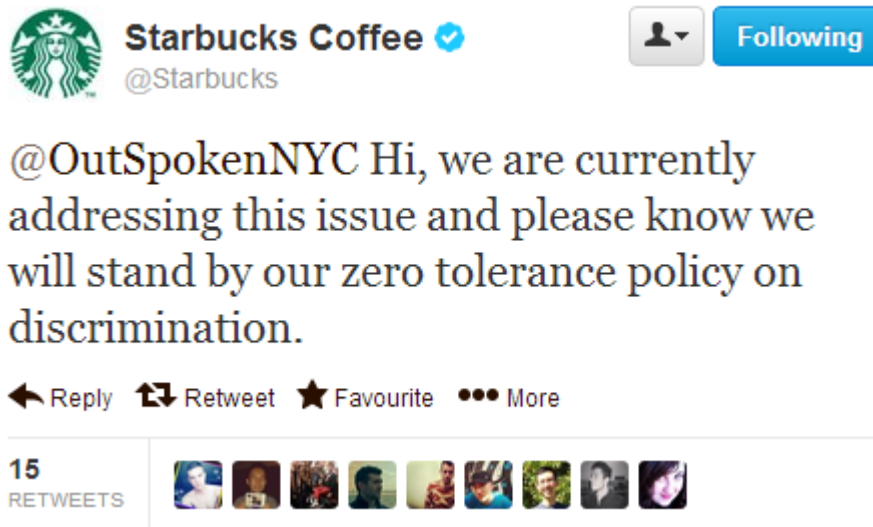 Starbucks Coffee
@Starbucks
Following
@OutSpokenNYC Hi, we are currently
addressing this issue and please know we
will stand by our zero tolerance policy on
discrimination.
Reply Retweet Favourite More
15
RETWEETS